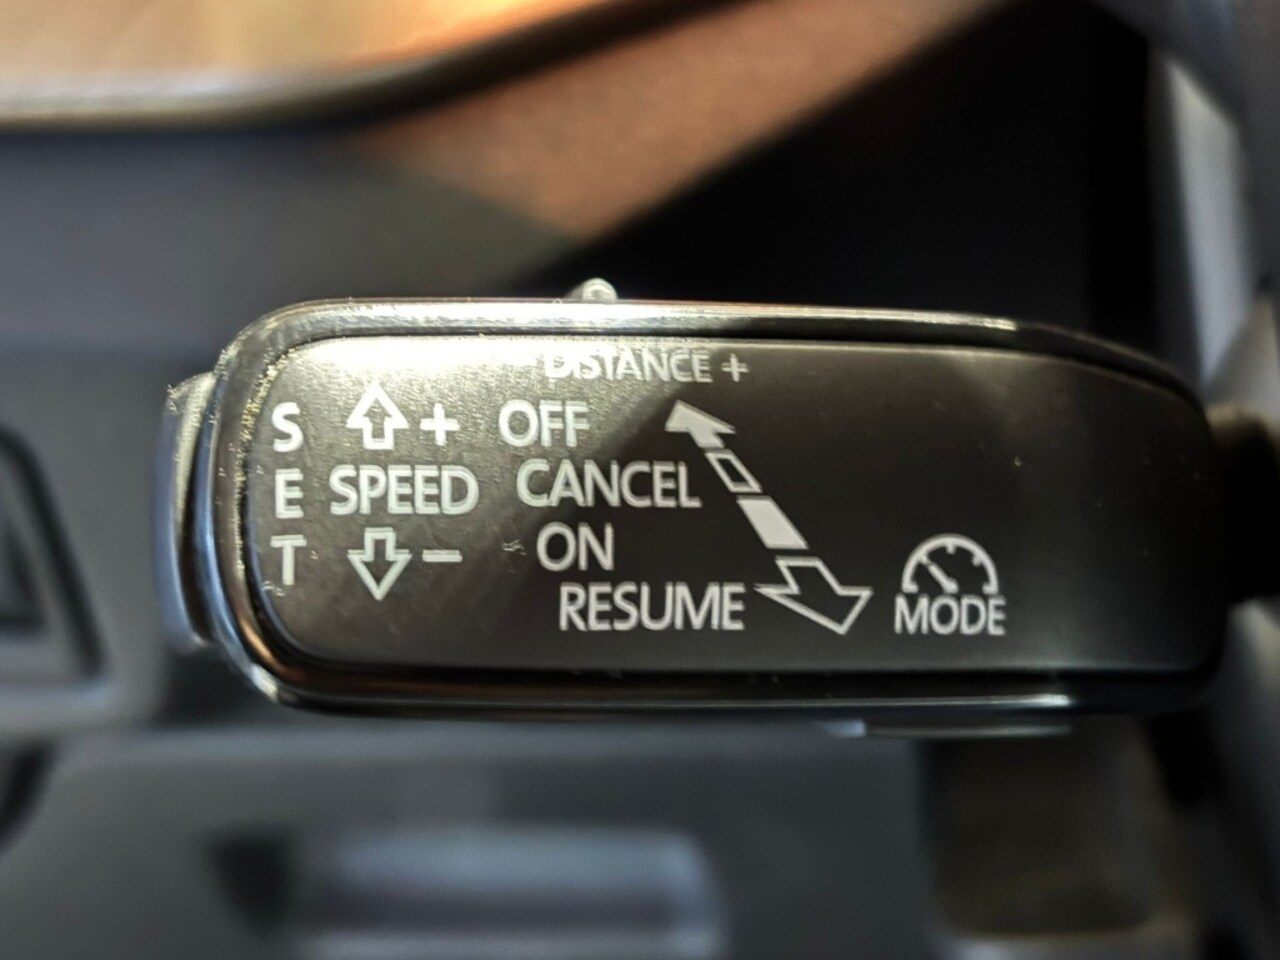 - DISTANCE +
S + OFF
E SPEED CANCEL
T - ON
RESUME
MODE